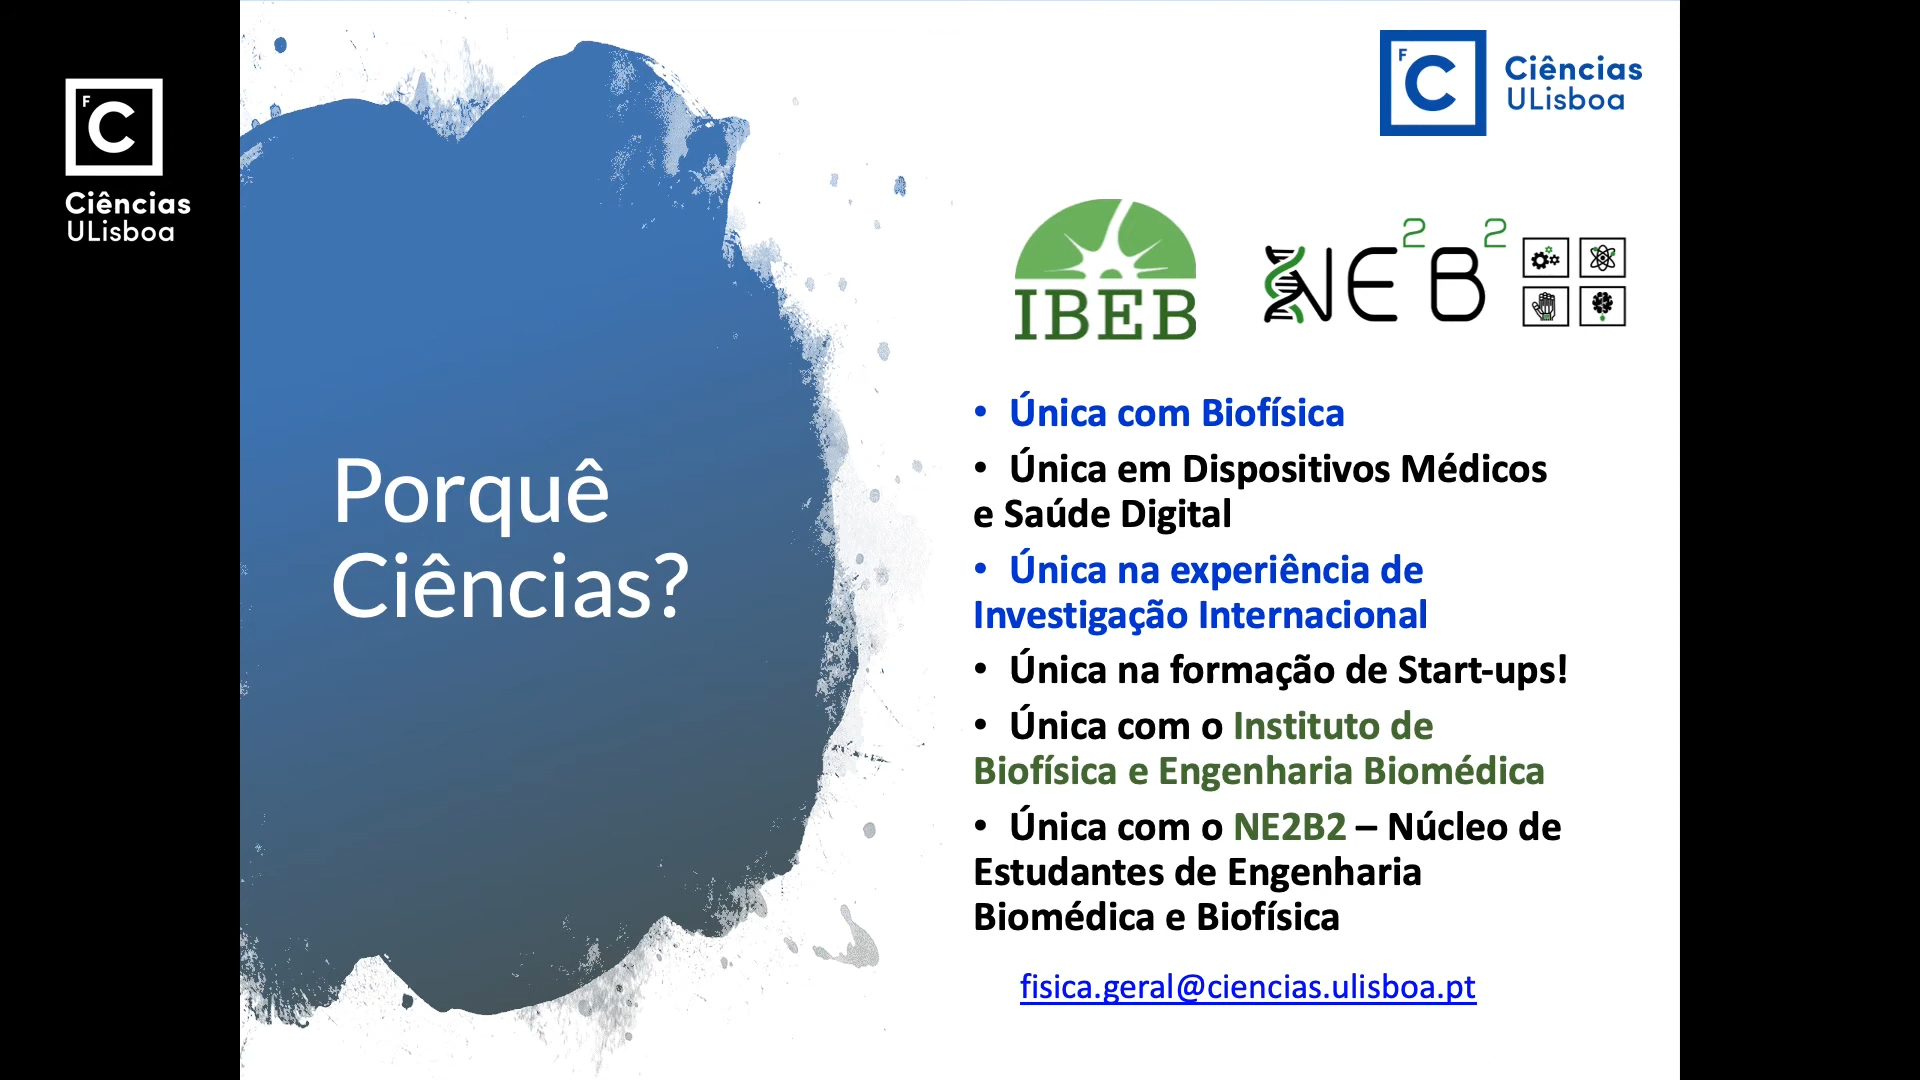 F
C
Ciências
ULisboa
Porquê
Ciências?
F
C
Ciências
ULisboa
IBEB
NE²B²
• Única com Biofísica
• Única em Dispositivos Médicos
e Saúde Digital
• Única na experiência de
Investigação Internacional
• Única na formação de Start-ups!
• Única com o Instituto de
Biofísica e Engenharia Biomédica
• Única com o NE2B2 – Núcleo de
Estudantes de Engenharia
Biomédica e Biofísica
fisica.geral@ciencias.ulisboa.pt